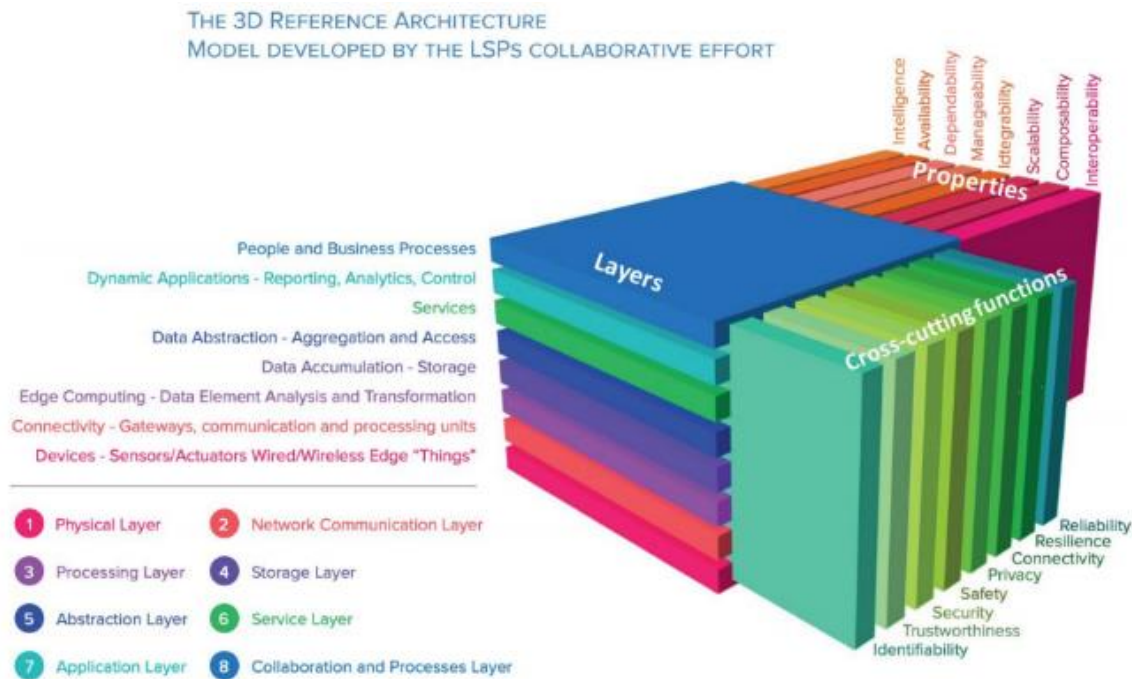 THE 3D REFERENCE ARCHITECTURE
MODEL DEVELOPED BY THE LSPS COLLABORATIVE EFFORT
Intelligence
Availability
Dependability
Manageability
Idtegrability
Scalability
Composability
Interoperability
Properties
Layers
Cross-cutting functions
People and Business Processes
Dynamic Applications - Reporting, Analytics, Control
Services
Data Abstraction - Aggregation and Access
Data Accumulation - Storage
Edge Computing - Data Element Analysis and Transformation
Connectivity - Gateways, communication and processing units
Devices - Sensors/Actuators Wired/Wireless Edge “Things”
1 Physical Layer
2 Network Communication Layer
3 Processing Layer
4 Storage Layer
5 Abstraction Layer
6 Service Layer
7 Application Layer
8 Collaboration and Processes Layer
Reliability
Resilience
Connectivity
Privacy
Safety
Security
Trustworthiness
Identifiability